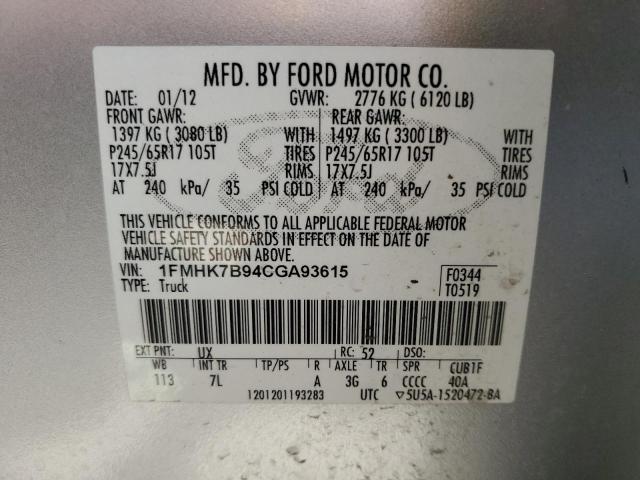 MFD. BY FORD MOTOR CO.
DATE: 01/12 GVWR: 2776 KG ( 6120 LB)
FRONT GAWR: REAR GAWR:
1397 KG ( 3080 LB) WITH 1497 KG ( 3300 LB) WITH
P245/65R17 105T TIRES P245/65R17 105T TIRES
17X7.5J RIMS 17X7.5J RIMS
AT 240 kPa/ 35 PSI COLD AT 240 kPa/ 35 PSI COLD
THIS VEHICLE CONFORMS TO ALL APPLICABLE FEDERAL MOTOR
VEHICLE SAFETY STANDARDS IN EFFECT ON THE DATE OF
MANUFACTURE SHOWN ABOVE.
VIN: 1FMHK7B94CGA93615 F0344
TYPE: Truck T0519
EXT PNT: UX RC: 52 DSO:
WB INT TR TP/PS R AXLE TR SPR CUB1F
113 7L A 3G 6 CCCC 40A
1201201193283 UTC ▽5U5A-1520472-BA
Ford